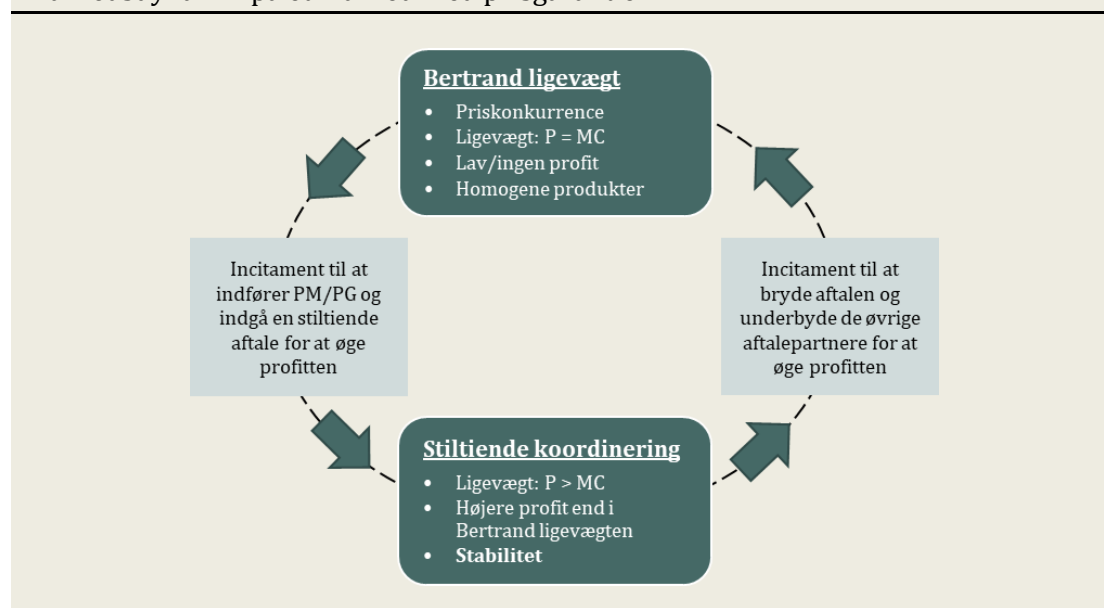 Bertrand ligevægt
• Priskonkurrence
• Ligevægt: P = MC
• Lav/ingen profit
• Homogene produkter
Incitament til at
indfører PM/PG og
indgå en stiltiende
aftale for at øge
profitten
Incitament til at
bryde aftalen og
underbyde de øvrige
aftalepartnere for at
øge profitten
Stiltiende koordinering
• Ligevægt: P > MC
• Højere profit end i
Bertrand ligevægten
• Stabilitet